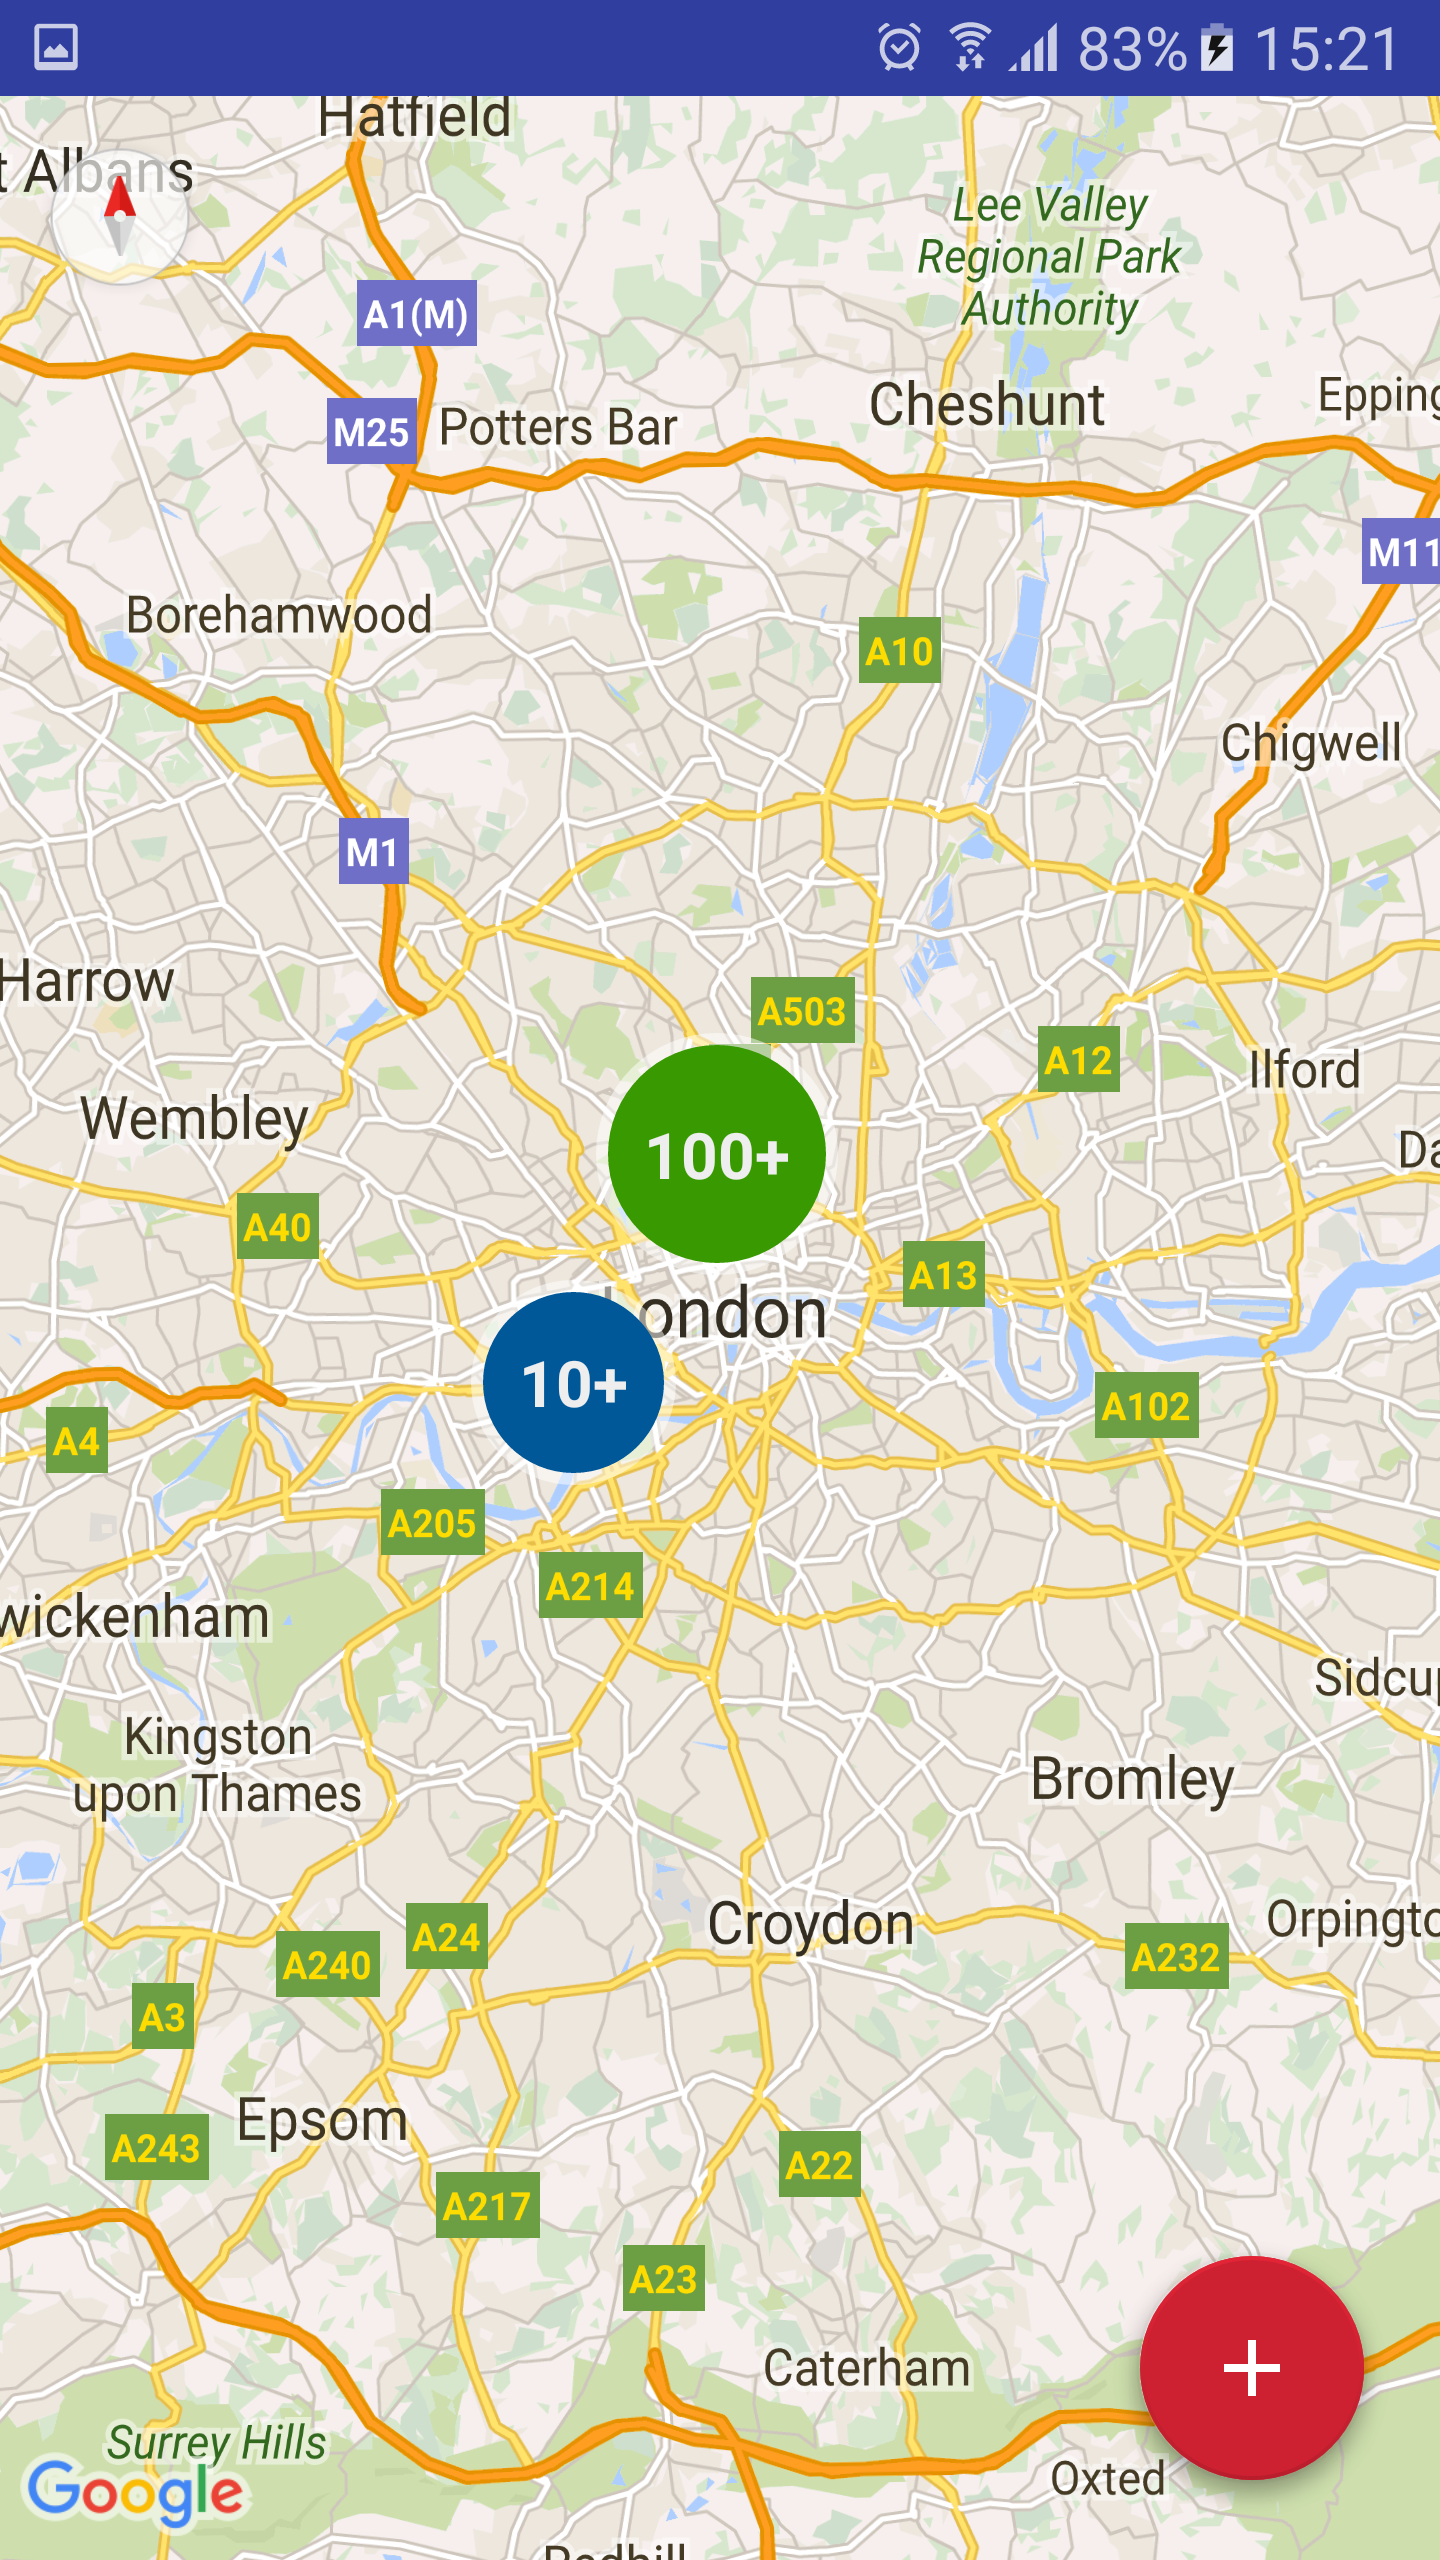 83% 15:21
Hatfield
t Albans
Lee Valley
Regional Park
Authority
A1(M)
Cheshunt
Epping
M25
Potters Bar
M11
Borehamwood
A10
Chigwell
M1
Harrow
A503
A12
Ilford
Wembley
Da
100+
A40
A13
ondon
10+
A102
A4
A205
A214
wickenham
Sidcup
Kingston
upon Thames
Bromley
Croydon
Orpingto
A24
A240
A232
A3
Epsom
A243
A22
A217
A23
Caterham
Surrey Hills
Oxted
Google
Redhill